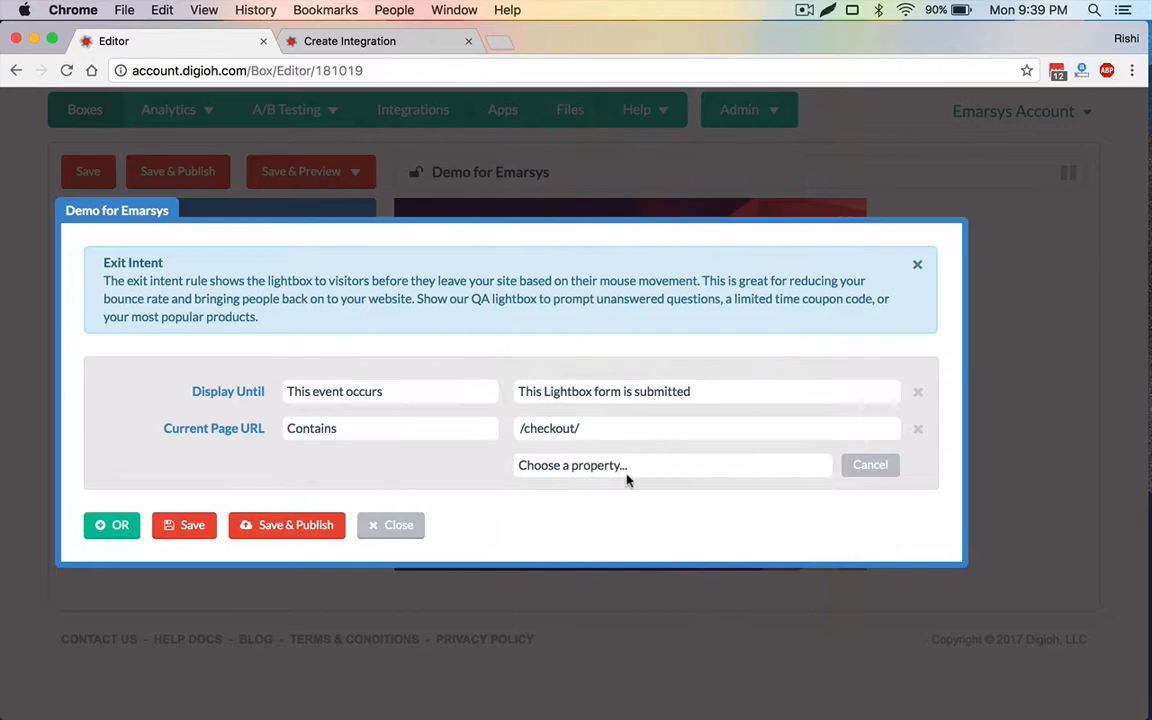 Chrome File Edit View History Bookmarks People Window Help 90% Mon 9:39 PM
Editor Create Integration Rishi
account.digioh.com/Box/Editor/181019 12 ABP
Boxes Analytics A/B Testing Integrations Apps Files Help Admin Emarsys Account
Save Save & Publish Save & Preview Demo for Emarsys
Demo for Emarsys
Exit Intent
The exit intent rule shows the lightbox to visitors before they leave your site based on their mouse movement. This is great for reducing your
bounce rate and bringing people back on to your website. Show our QA lightbox to prompt unanswered questions, a limited time coupon code, or
your most popular products.
Display Until This event occurs This Lightbox form is submitted
Current Page URL Contains /checkout/
Choose a property... Cancel
OR Save Save & Publish Close
CONTACT US - HELP DOCS - BLOG - TERMS & CONDITIONS - PRIVACY POLICY Copyright © 2017 Digioh, LLC